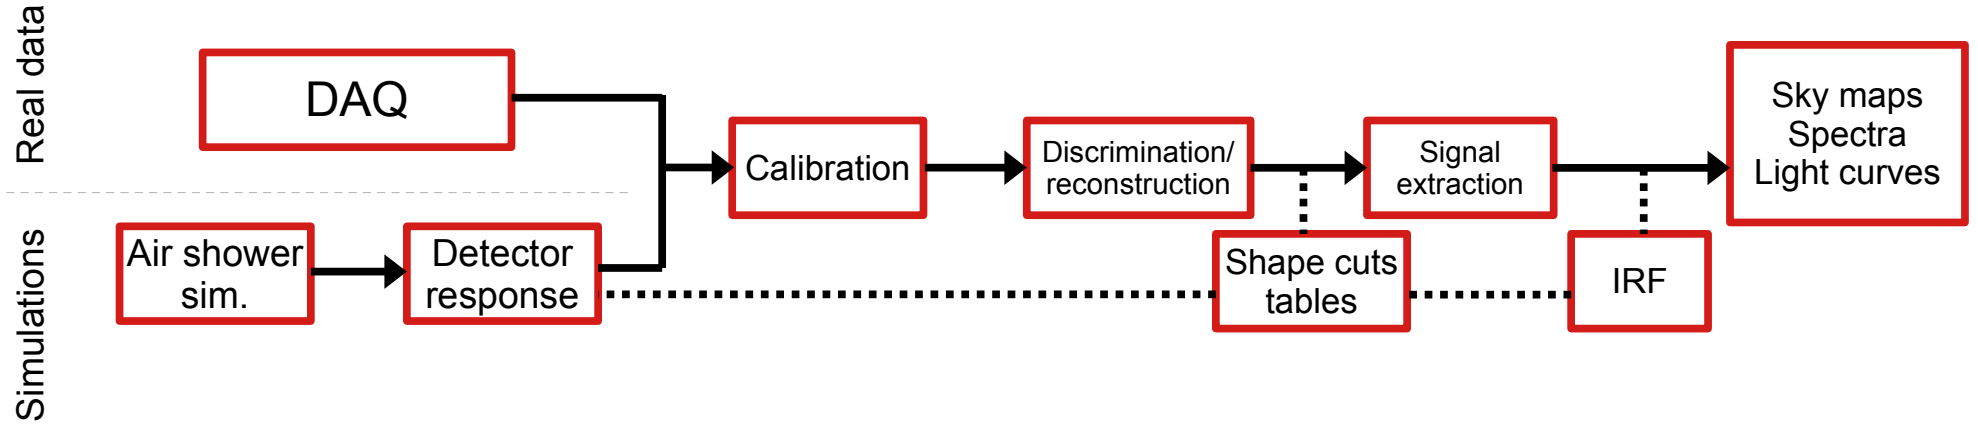 Real data
DAQ
Calibration
Discrimination/
reconstruction
Signal
extraction
Sky maps
Spectra
Light curves
Simulations
Air shower
sim.
Detector
response
Shape cuts
tables
IRF